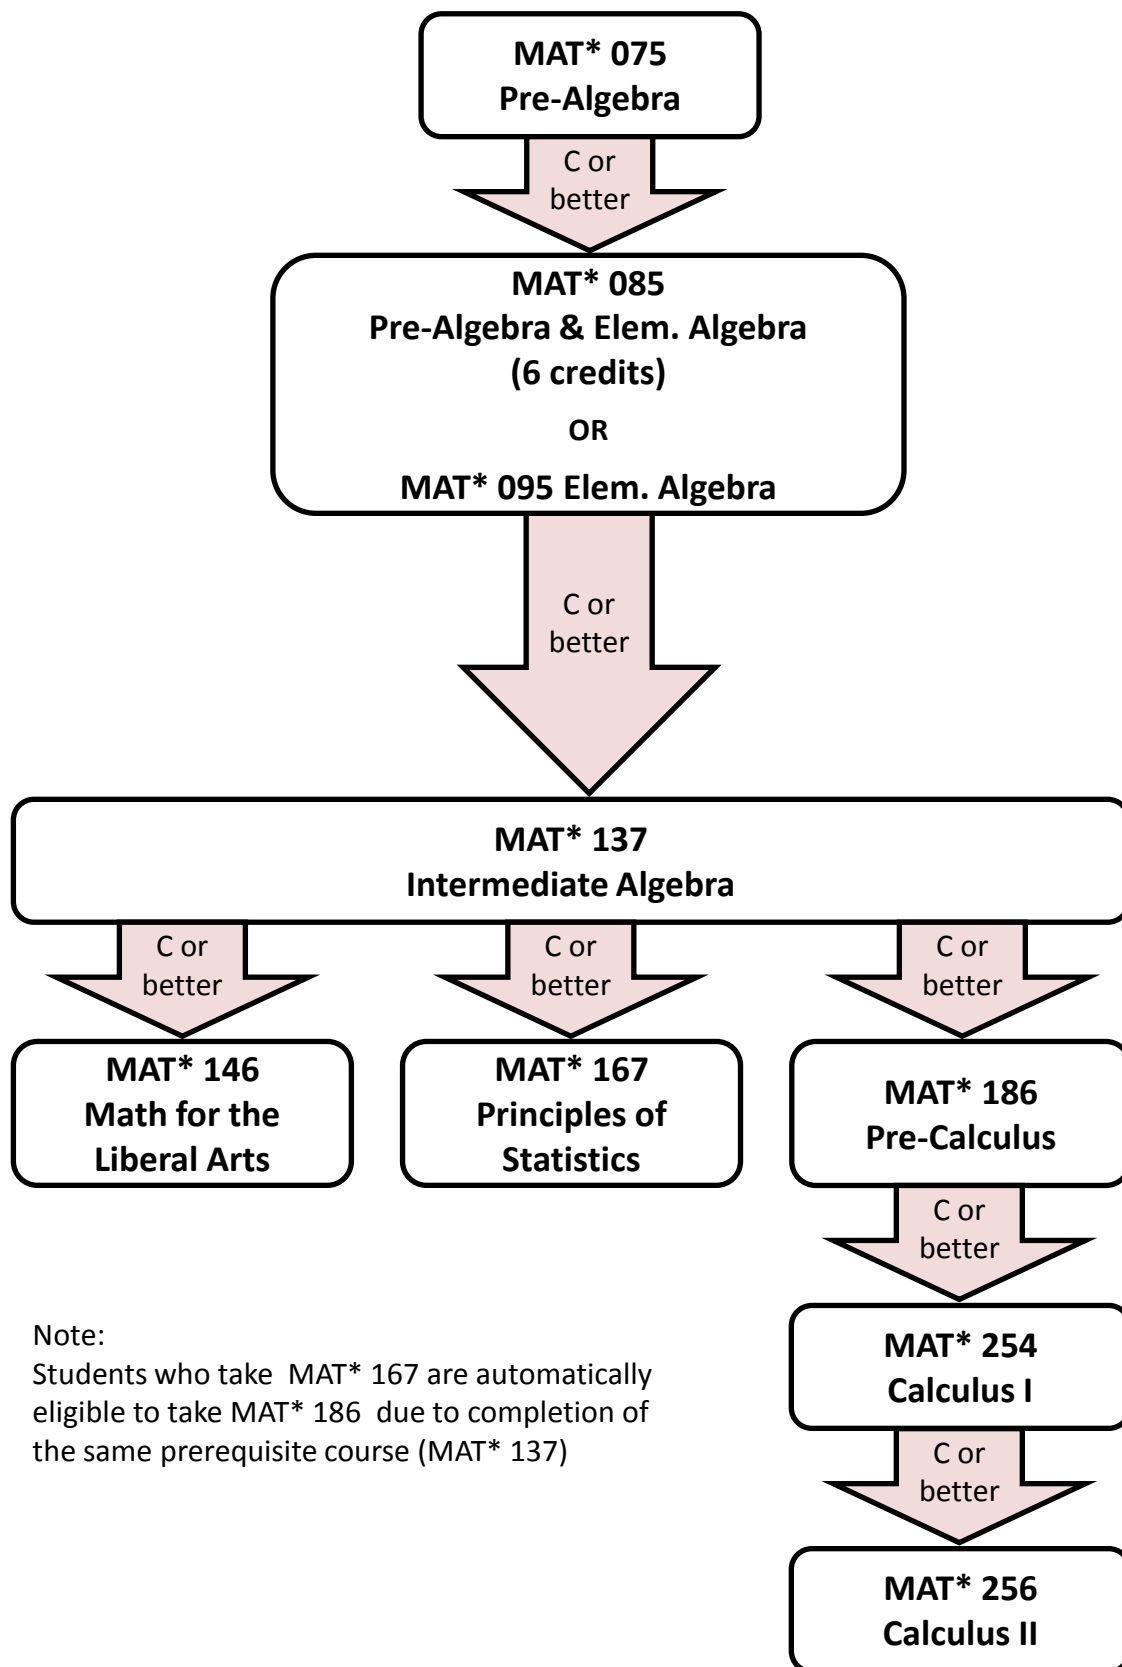 MAT* 075
Pre-Algebra
C or
better
MAT* 085
Pre-Algebra & Elem. Algebra
(6 credits)
OR
MAT* 095 Elem. Algebra
C or
better
MAT* 137
Intermediate Algebra
C or
better
C or
better
C or
better
MAT* 146
Math for the
Liberal Arts
MAT* 167
Principles of
Statistics
MAT* 186
Pre-Calculus
C or
better
MAT* 254
Calculus I
C or
better
MAT* 256
Calculus II
Note:
Students who take  MAT* 167 are automatically
eligible to take MAT* 186  due to completion of
the same prerequisite course (MAT* 137)